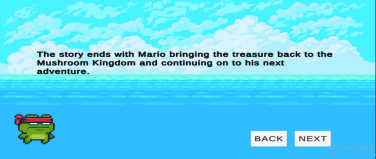 The story ends with Mario bringing the treasure back to the
Mushroom Kingdom and continuing on to his next
adventure.
BACK NEXT